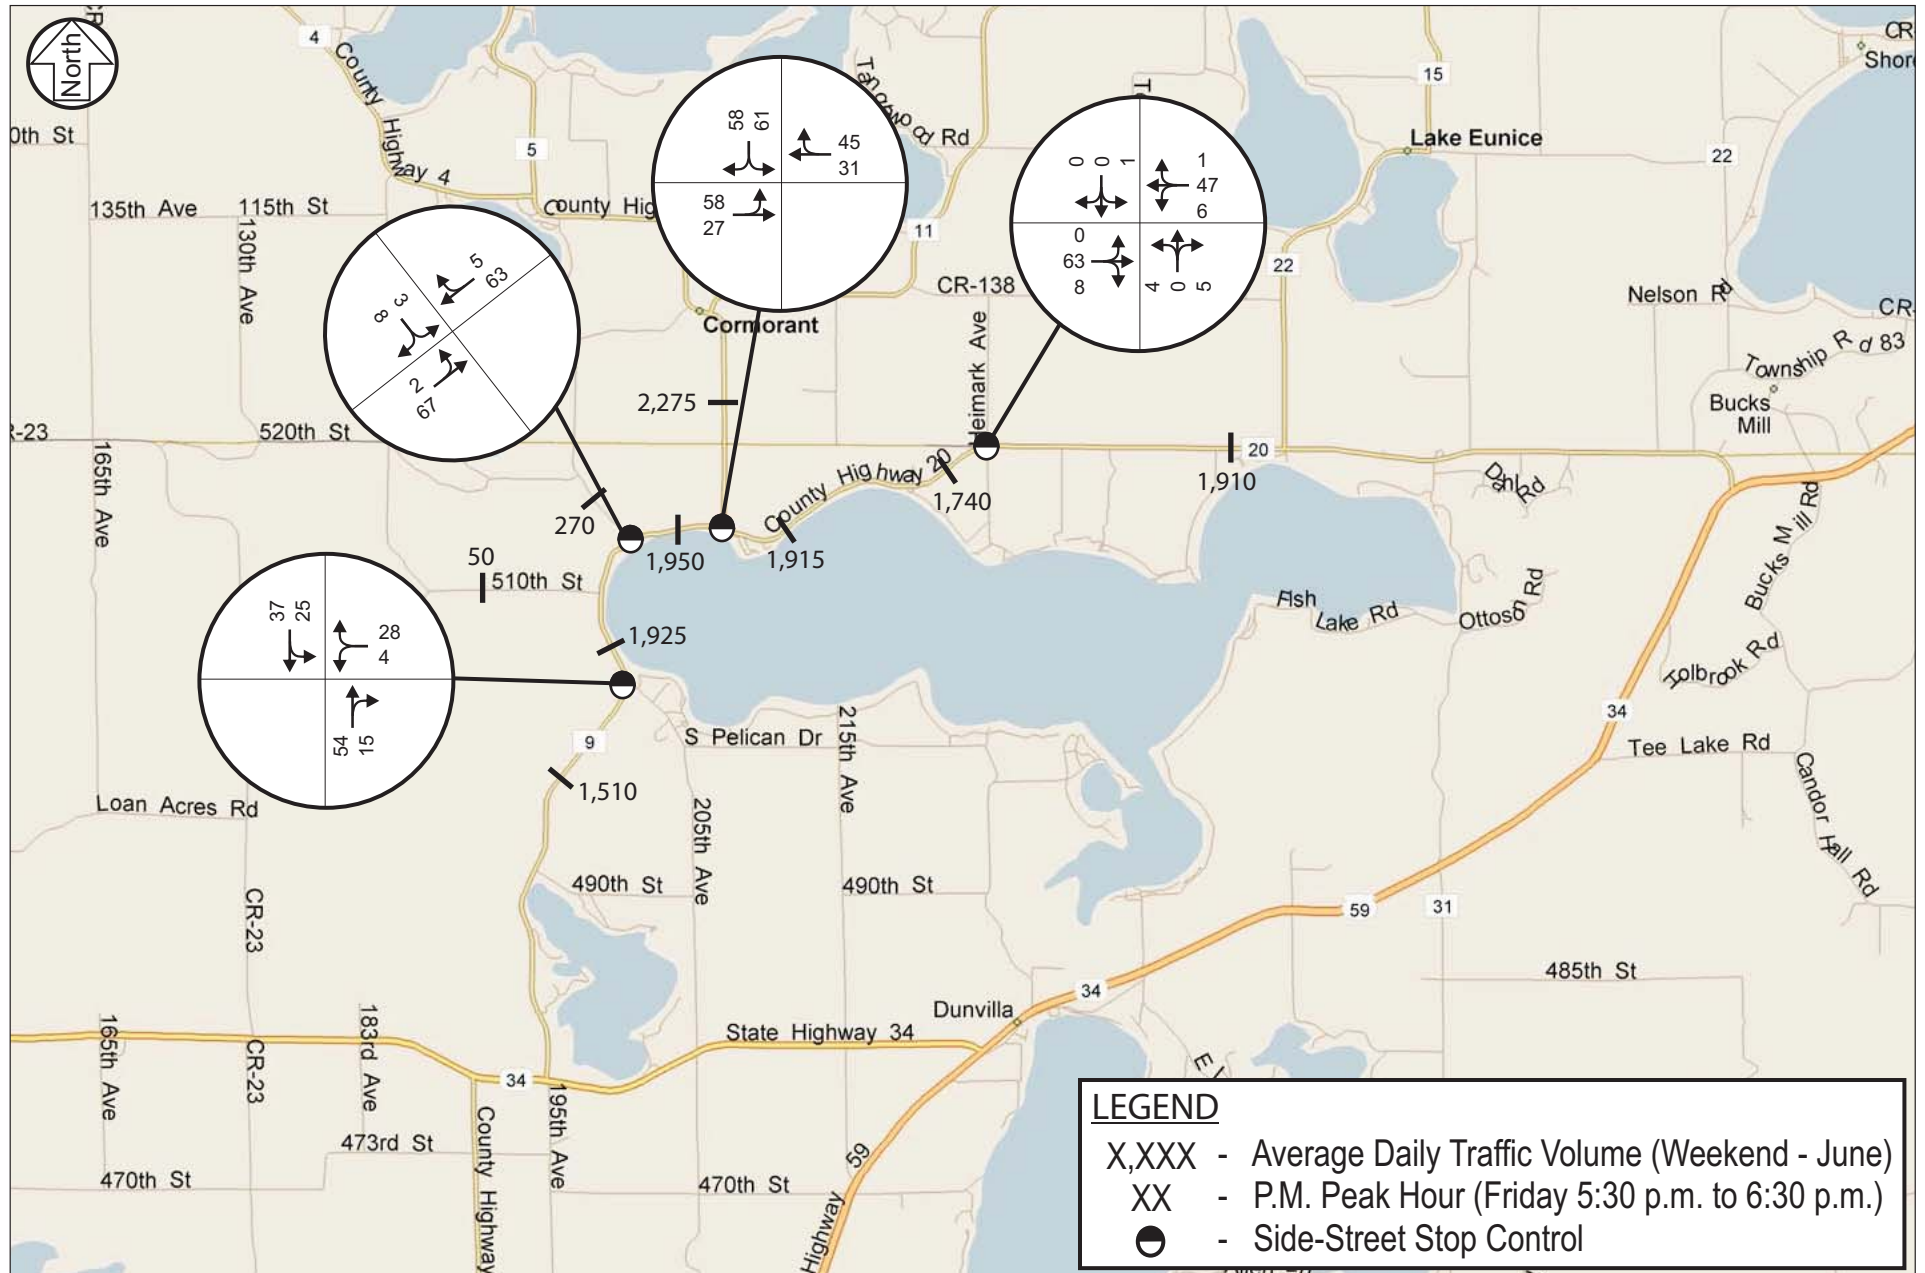 North
4
County
Highway 4
CR
5
0th St
135th Ave
115th St
130th Ave
County Hig
Rd
11
CR-138
Cormorant
15
Lake Eunice
22
22
CR
Shor
Nelson Rd
CR-
Township Rd 83
Bucks
Mill
58
61
45
31
58
27
0
0
1
1
47
6
0
63
8
4
0
5
5
63
3
8
2
67
2,275
Heimark Ave
R-23
520th St
165th Ave
County Highway 20
20
1,740
1,910
Dahl Rd
270
1,950
1,915
50
510th St
1,925
Fish
Lake Rd
Ottoson Rd
Bucks Mill Rd
Holbrook Rd
37
25
28
4
54
15
9
S Pelican Dr
215th Ave
34
Tee Lake Rd
Candor Hall Rd
1,510
Loan Acres Rd
205th Ave
490th St
490th St
CR-23
59
31
485th St
34
Dunvilla
State Highway 34
165th Ave
CR-23
183rd Ave
34
195th Ave
County Highway
473rd St
470th St
470th St
59
Highway
LEGEND
X,XXX - Average Daily Traffic Volume (Weekend - June)
XX - P.M. Peak Hour (Friday 5:30 p.m. to 6:30 p.m.)
- Side-Street Stop Control